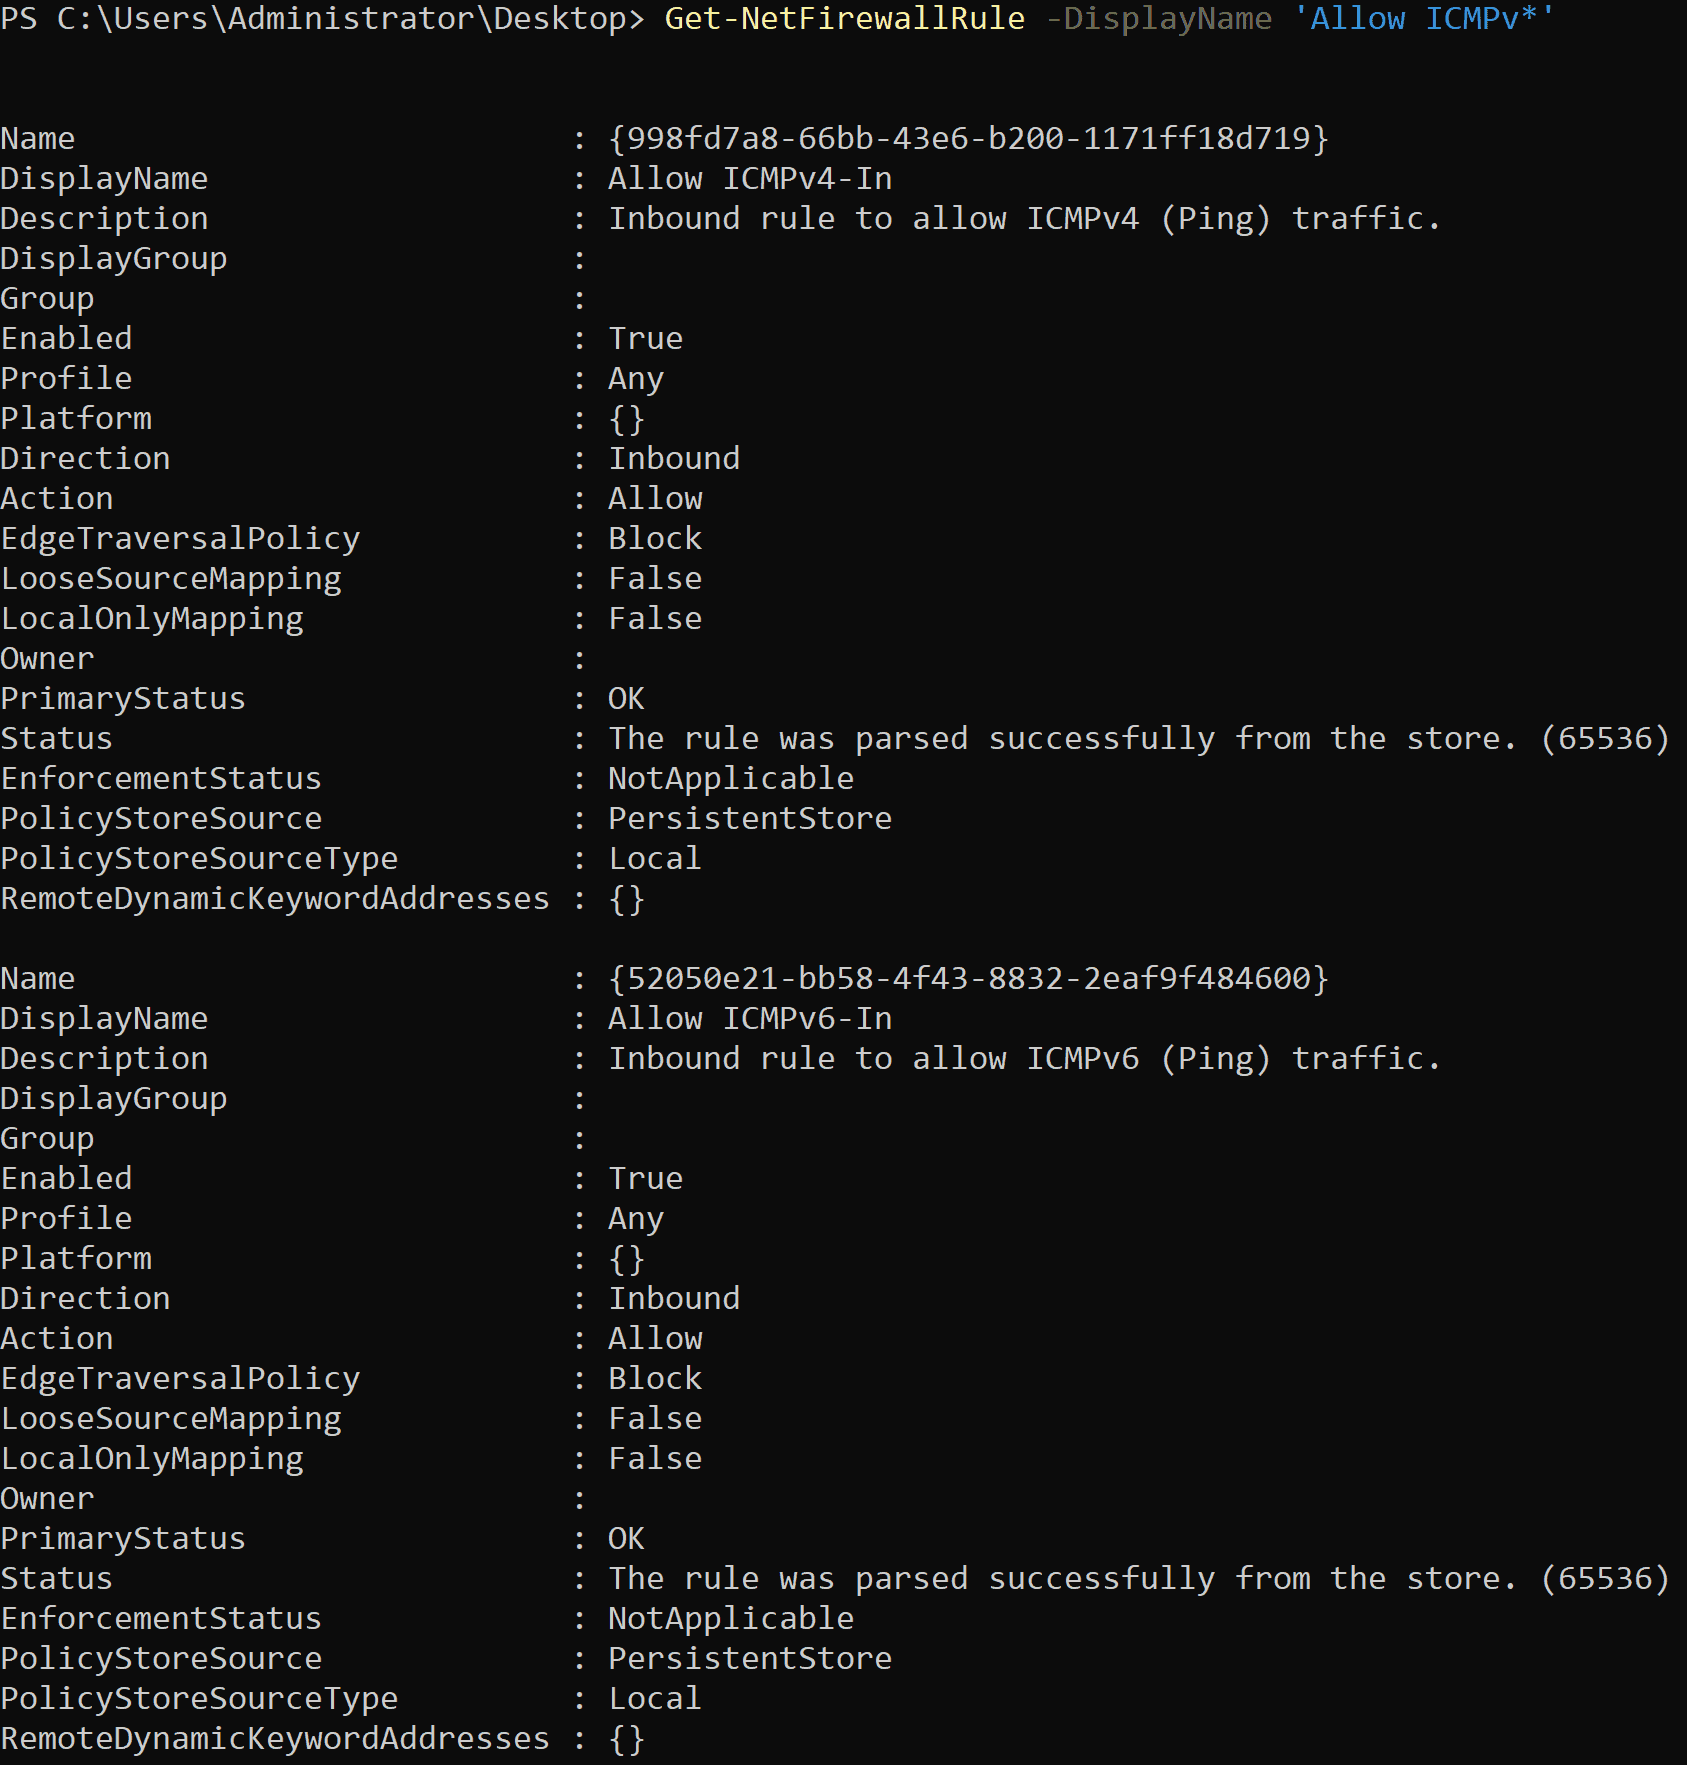 PS C:\Users\Administrator\Desktop> Get-NetFirewallRule -DisplayName 'Allow ICMPv*'
Name : {998fd7a8-66bb-43e6-b200-1171ff18d719}
DisplayName : Allow ICMPv4-In
Description : Inbound rule to allow ICMPv4 (Ping) traffic.
DisplayGroup :
Group :
Enabled : True
Profile : Any
Platform : {}
Direction : Inbound
Action : Allow
EdgeTraversalPolicy : Block
LooseSourceMapping : False
LocalOnlyMapping : False
Owner :
PrimaryStatus : OK
Status : The rule was parsed successfully from the store. (65536)
EnforcementStatus : NotApplicable
PolicyStoreSource : PersistentStore
PolicyStoreSourceType : Local
RemoteDynamicKeywordAddresses : {}
Name : {52050e21-bb58-4f43-8832-2eaf9f484600}
DisplayName : Allow ICMPv6-In
Description : Inbound rule to allow ICMPv6 (Ping) traffic.
DisplayGroup :
Group :
Enabled : True
Profile : Any
Platform : {}
Direction : Inbound
Action : Allow
EdgeTraversalPolicy : Block
LooseSourceMapping : False
LocalOnlyMapping : False
Owner :
PrimaryStatus : OK
Status : The rule was parsed successfully from the store. (65536)
EnforcementStatus : NotApplicable
PolicyStoreSource : PersistentStore
PolicyStoreSourceType : Local
RemoteDynamicKeywordAddresses : {}